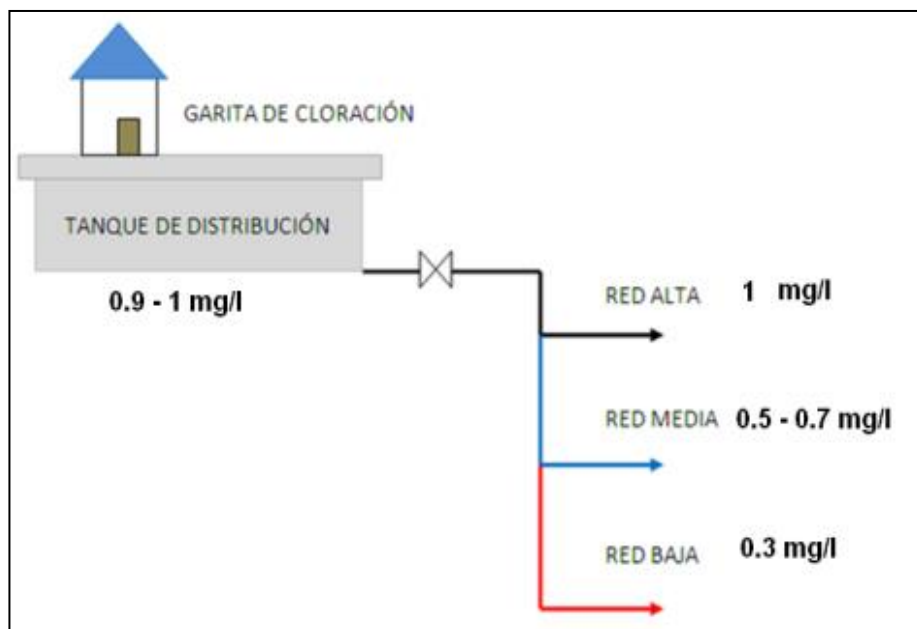 GARITA DE CLORACIÓN
TANQUE DE DISTRIBUCIÓN
0.9 - 1 mg/l
RED ALTA 1 mg/l
RED MEDIA 0.5 - 0.7 mg/l
RED BAJA 0.3 mg/l